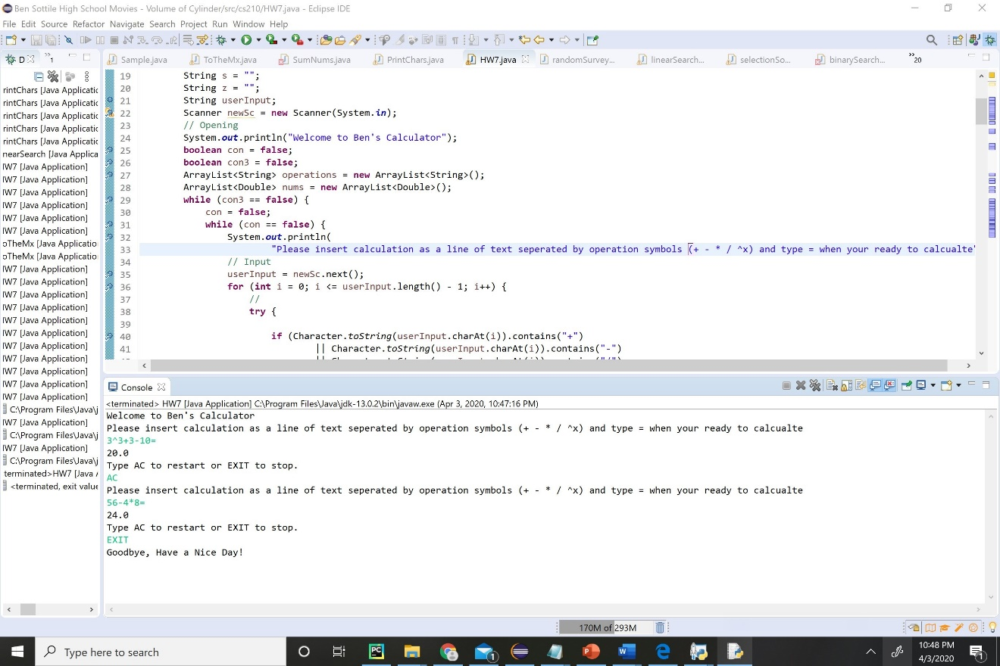 Ben Sottile High School Movies - Volume of Cylinder/src/cs210/HW7.java - Eclipse IDE
File Edit Source Refactor Navigate Search Project Run Window Help
D
1
Sample.java
ToTheMx.java
SumNums.java
PrintChars.java
HW7.java
randomSurvey...
linearSearch...
selectionSo...
binarySearch...
20
rintChars [Java Applicatic
rintChars [Java Applicatic
rintChars [Java Applicatic
rintChars [Java Applicatic
rintChars [Java Applicatic
nearSearch [Java Applica
IW7 [Java Application]
IW7 [Java Application]
IW7 [Java Application]
IW7 [Java Application]
IW7 [Java Application]
IW7 [Java Application]
oTheMx [Java Applicatio
oTheMx [Java Applicatio
IW7 [Java Application]
IW7 [Java Application]
IW7 [Java Application]
IW7 [Java Application]
IW7 [Java Application]
IW7 [Java Application]
IW7 [Java Application]
IW7 [Java Application]
IW7 [Java Application]
IW7 [Java Application]
IW7 [Java Application]
C:\Program Files\Java\j
IW7 [Java Application]
C:\Program Files\Java\j
IW7 [Java Application]
C:\Program Files\Java\j
terminated>HW7 [Java
<terminated, exit value
19 String s = "";
20 String z = "";
21 String userInput;
22 Scanner newSc = new Scanner(System.in);
23 // Opening
24 System.out.println("Welcome to Ben's Calculator");
25 boolean con = false;
26 boolean con3 = false;
27 ArrayList<String> operations = new ArrayList<String>();
28 ArrayList<Double> nums = new ArrayList<Double>();
29 while (con3 == false) {
30 con = false;
31 while (con == false) {
32 System.out.println(
33 "Please insert calculation as a line of text seperated by operation symbols (+ - * / ^x) and type = when your ready to calcualte"
34 // Input
35 userInput = newSc.next();
36 for (int i = 0; i <= userInput.length() - 1; i++) {
37 //
38 try {
39
40 if (Character.toString(userInput.charAt(i)).contains("+")
41 || Character.toString(userInput.charAt(i)).contains("-")
Console
<terminated> HW7 [Java Application] C:\Program Files\Java\jdk-13.0.2\bin\javaw.exe (Apr 3, 2020, 10:47:16 PM)
Welcome to Ben's Calculator
Please insert calculation as a line of text seperated by operation symbols (+ - * / ^x) and type = when your ready to calcualte
3^3+3-10=
20.0
Type AC to restart or EXIT to stop.
AC
Please insert calculation as a line of text seperated by operation symbols (+ - * / ^x) and type = when your ready to calcualte
56-4*8=
24.0
Type AC to restart or EXIT to stop.
EXIT
Goodbye, Have a Nice Day!
170M of 293M
Type here to search
PC
1
P
W
10:48 PM
4/3/2020
1